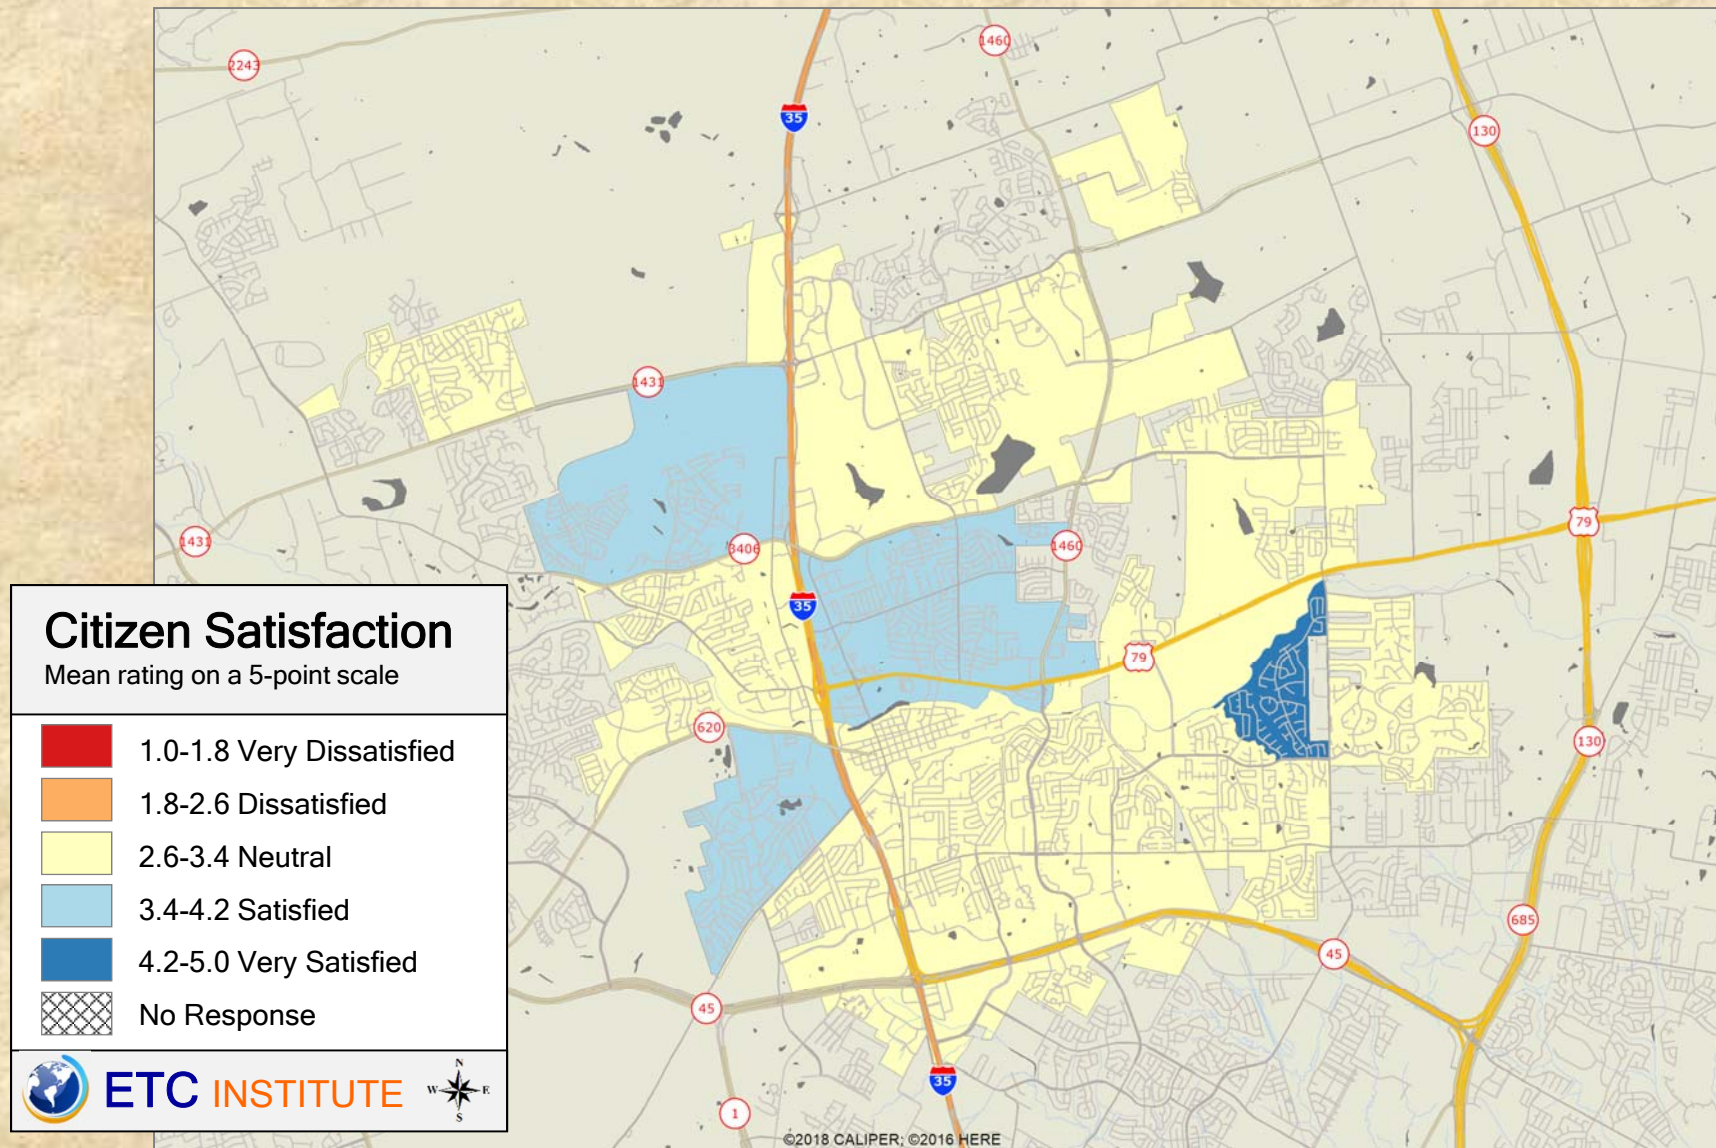 2243
1460
35
130
1431
1431
3406
1460
79
35
79
620
130
685
45
45
35
1
Citizen Satisfaction
Mean rating on a 5-point scale
1.0-1.8 Very Dissatisfied
1.8-2.6 Dissatisfied
2.6-3.4 Neutral
3.4-4.2 Satisfied
4.2-5.0 Very Satisfied
No Response
ETC INSTITUTE
N
W E
S
©2018 CALIPER; ©2016 HERE